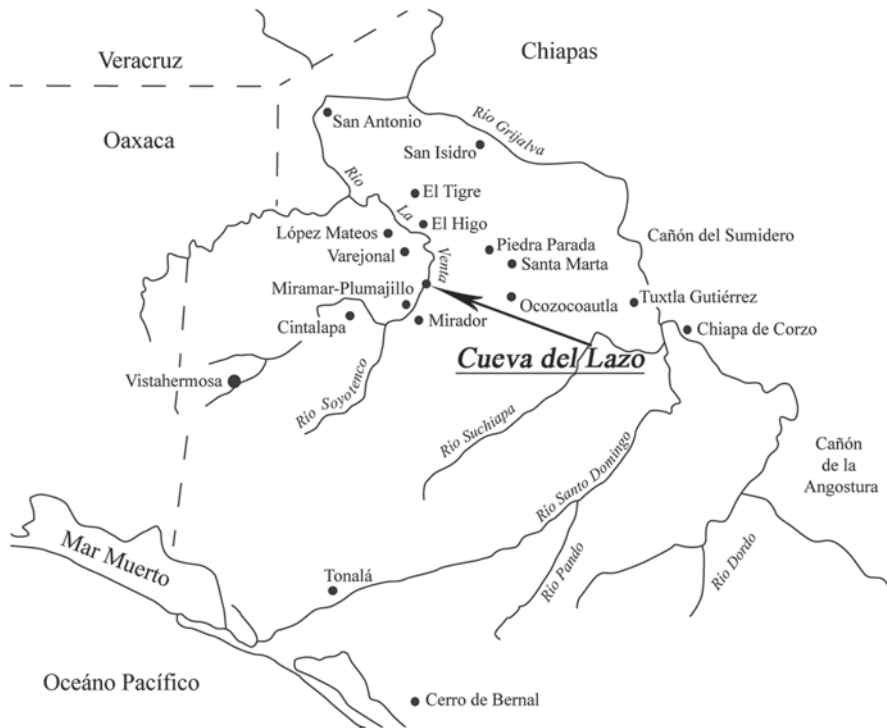 Chiapas
Veracruz
Oaxaca
San Antonio
Río Grijalva
San Isidro
Río
La
Venta
El Tigre
El Higo
López Mateos
Varejonal
Piedra Parada
Santa Marta
Cañón del Sumidero
Miramar-Plumajillo
Ocozocoautla
Tuxtla Gutiérrez
Cintalapa
Mirador
Chiapa de Corzo
Cueva del Lazo
Vistahermosa
Río Soyotenco
Río Suchiapa
Río Santo Domingo
Cañón
de la
Angostura
Mar Muerto
Tonalá
Río Pando
Río Dordo
Oceáno Pacífico
Cerro de Bernal